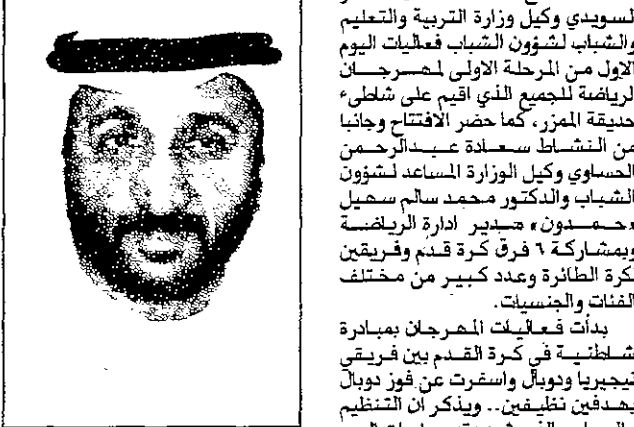 السويدي وكيل وزارة التربية والتعليم
والشباب لشؤون الشباب فعاليات اليوم
الاول من المرحلة الاولى لمهرجان
الرياضة للجميع الذي اقيم على شاطىء
حديقة الممزر، كما حضر الافتتاح وجانبا
من النشاط سعادة عبدالرحمن
الحساوي وكيل الوزارة المساعد لشؤون
الشباب والدكتور محمد سالم سهيل
«حمدون» مدير ادارة الرياضة
وبمشاركة ٦ فرق كرة قدم وفريقين
لكرة الطائرة وعدد كبير من مختلف
الفئات والجنسيات.
بدأت فعاليات المهرجان بمباراة
شاطئية في كرة القدم بين فريقي
نيجيريا ودوبال واسفرت عن فوز دوبال
بهدفين نظيفين.. ويذكر ان التنظيم